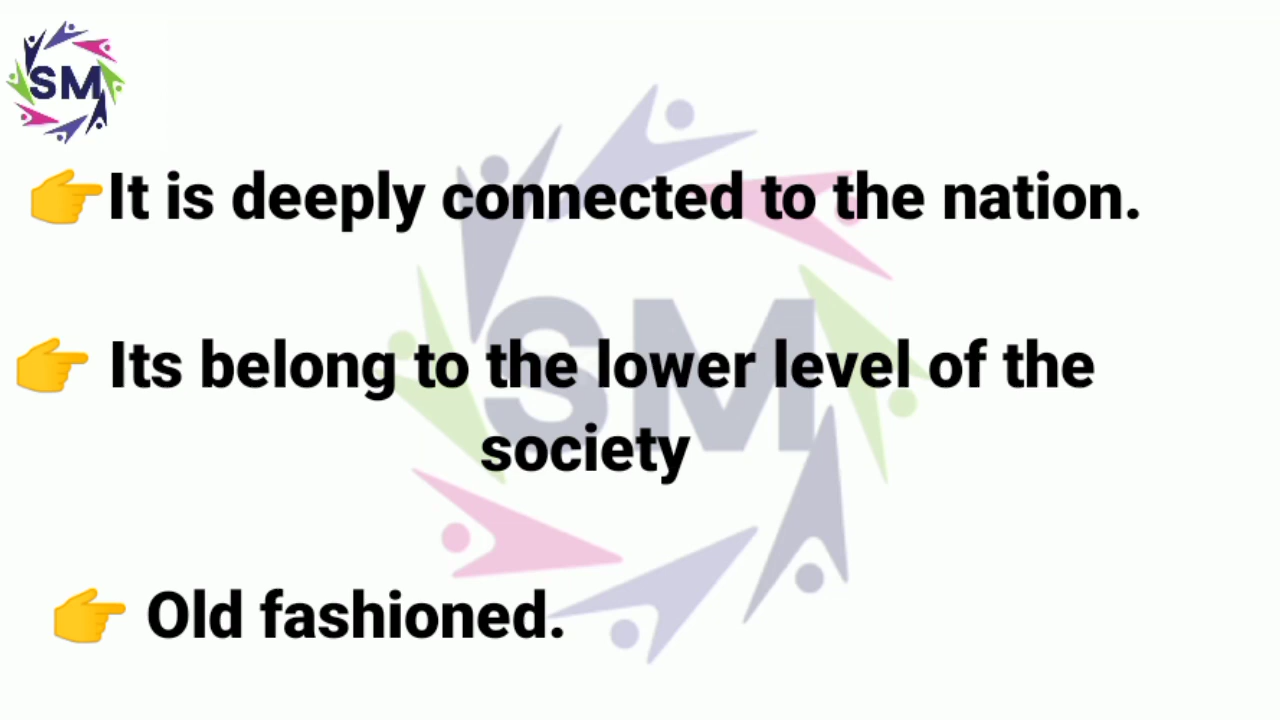 SM
👉It is deeply connected to the nation.
👉 Its belong to the lower level of the
society
👉 Old fashioned.
SM